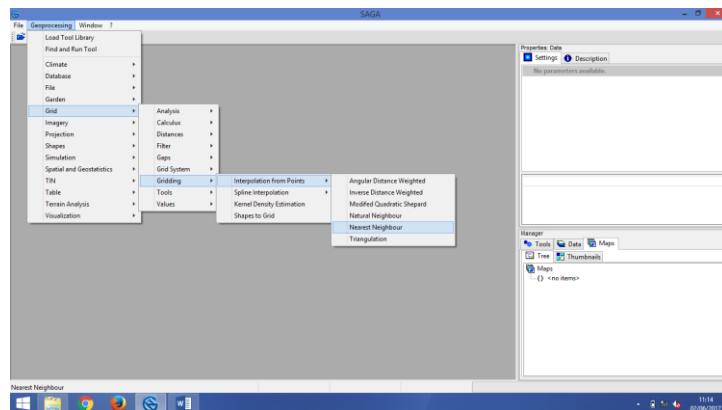 SAGA
File Geoprocessing Window ?
Load Tool Library
Find and Run Tool
Climate
Database
File
Garden
Grid
Imagery
Projection
Shapes
Simulation
Spatial and Geostatistics
TIN
Table
Terrain Analysis
Visualization
Analysis
Calculus
Distances
Filter
Gaps
Grid System
Gridding
Tools
Values
Interpolation from Points
Spline Interpolation
Kernel Density Estimation
Shapes to Grid
Angular Distance Weighted
Inverse Distance Weighted
Modifed Quadratic Shepard
Natural Neighbour
Nearest Neighbour
Triangulation
Properties: Data
Settings Description
No parameters available.
Manager
Tools Data Maps
Tree Thumbnails
Maps
<no items>
Nearest Neighbour
11:14